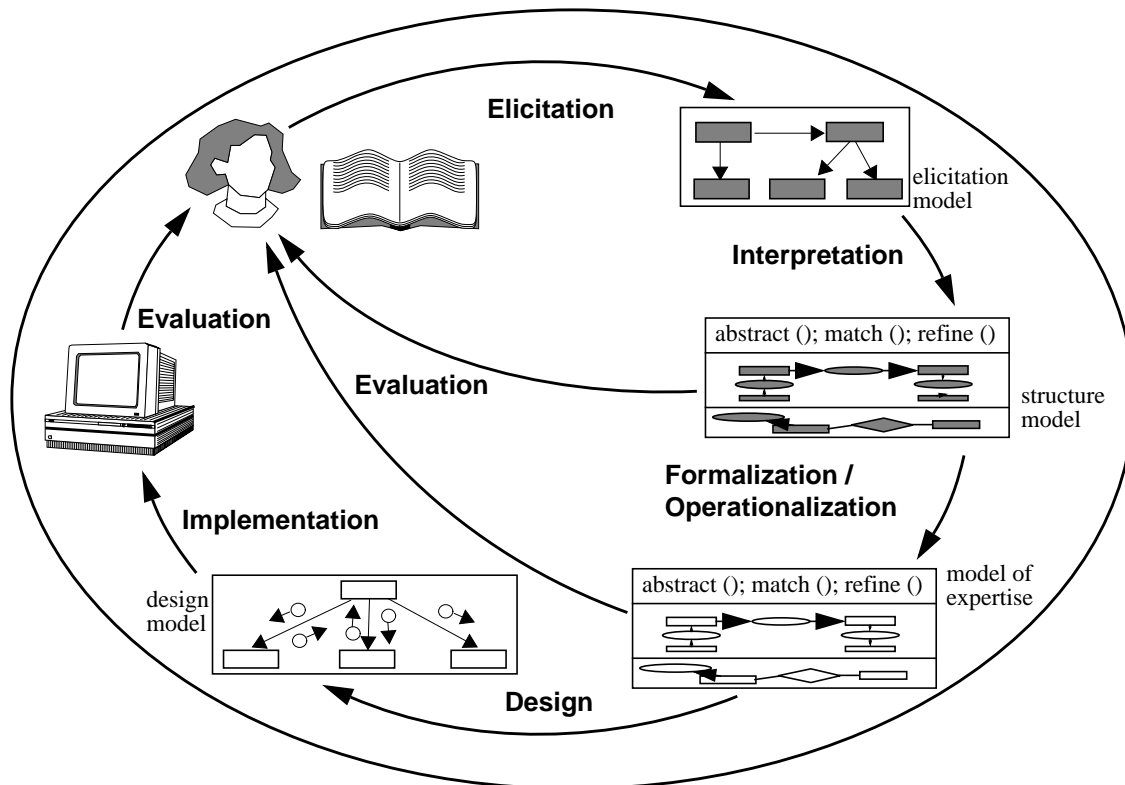 Elicitation
elicitation
model
Interpretation
Evaluation
abstract (); match (); refine ()
Evaluation
structure
model
Formalization /
Operationalization
Implementation
abstract (); match (); refine ()
model of
expertise
design
model
Design